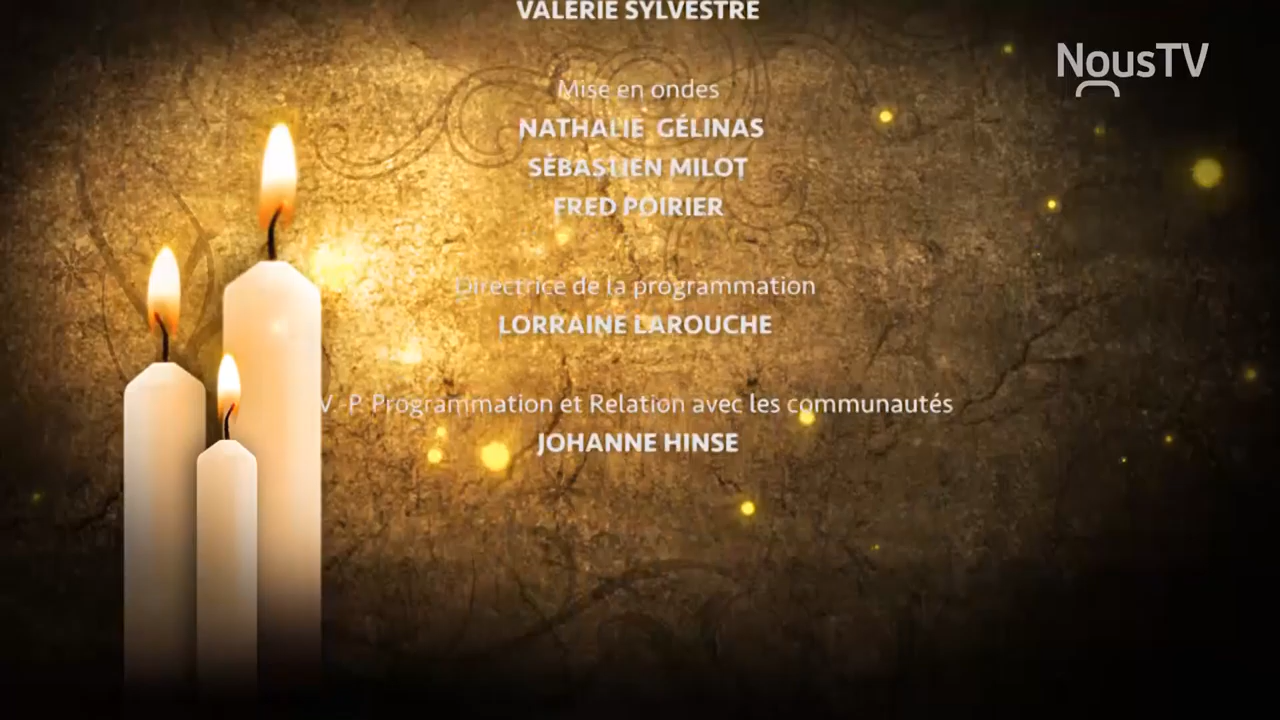 VALÉRIE SYLVESTRE
NousTV
Mise en ondes
NATHALIE GÉLINAS
SÉBASTIEN MILOT
FRED POIRIER
Directrice de la programmation
LORRAINE LAROUCHE
V.-P. Programmation et Relation avec les communautés
JOHANNE HINSE